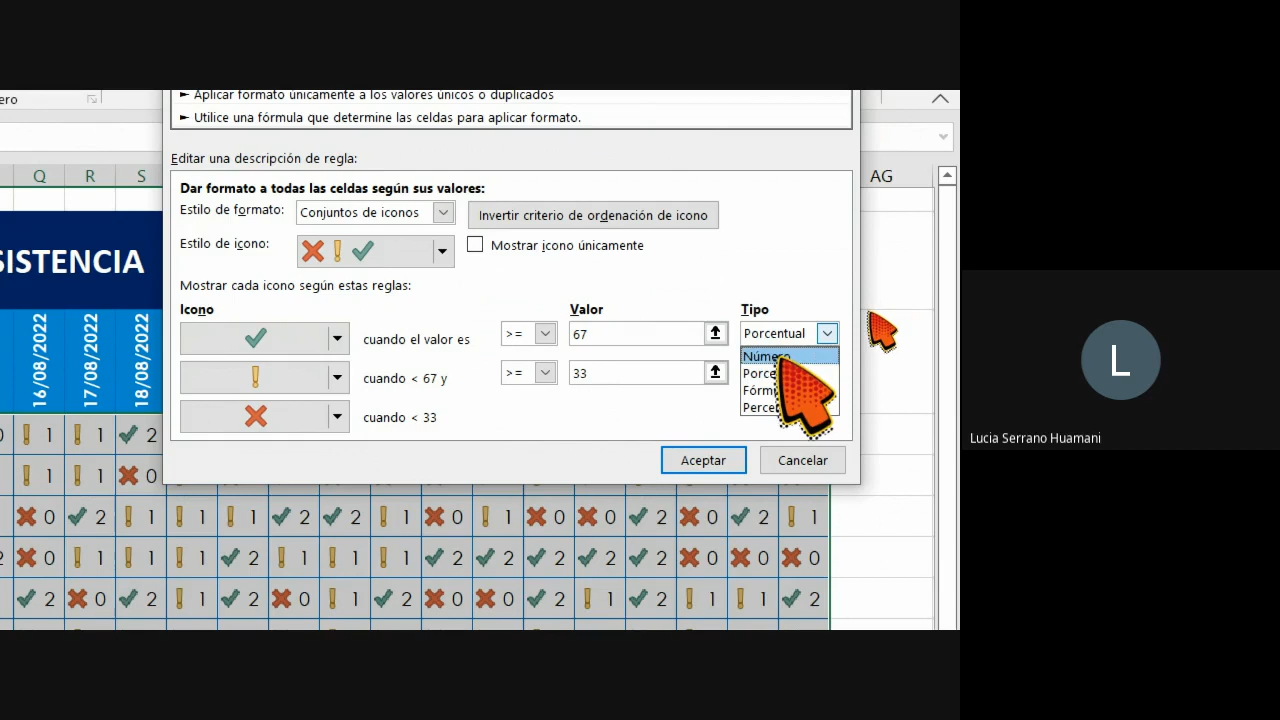 ero
► Aplicar formato únicamente a los valores únicos o duplicados
► Utilice una fórmula que determine las celdas para aplicar formato.
Editar una descripción de regla:
Q R S AG
Dar formato a todas las celdas según sus valores:
Estilo de formato: Conjuntos de iconos Invertir criterio de ordenación de icono
Estilo de icono: Mostrar icono únicamente
SISTENCIA
Mostrar cada icono según estas reglas:
Icono Valor Tipo
cuando el valor es >= 67 Porcentual
Número
cuando < 67 y >= 33
cuando < 33
16/08/2022 17/08/2022 18/08/2022
Aceptar Cancelar
1 1 2
1 1 0
0 2 1 1 1 2 2 1 0 1 0 0 2 0 2 1
0 1 1 1 2 1 1 1 2 2 2 2 2 0 0 0
2 0 2 1 2 0 1 2 0 0 2 1 2 1 1 2
L
Lucia Serrano Huamani